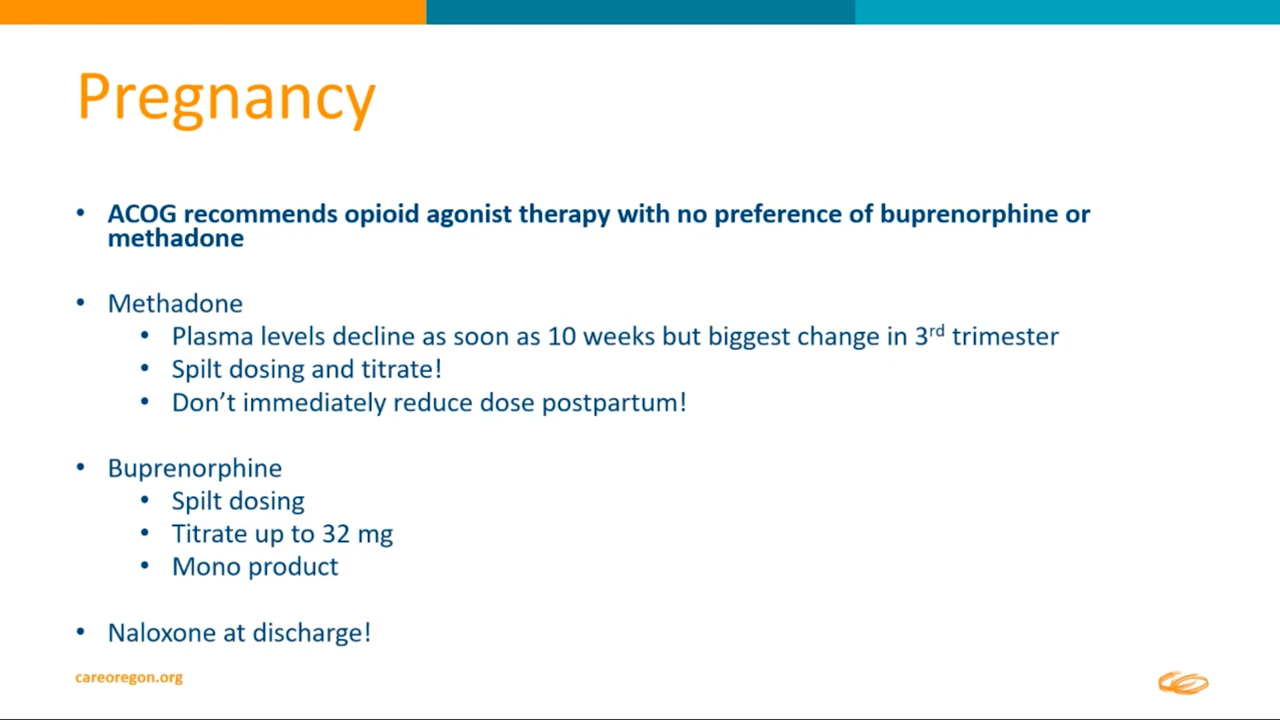 Pregnancy
• ACOG recommends opioid agonist therapy with no preference of buprenorphine or
methadone
• Methadone
• Plasma levels decline as soon as 10 weeks but biggest change in 3rd trimester
• Spilt dosing and titrate!
• Don’t immediately reduce dose postpartum!
• Buprenorphine
• Spilt dosing
• Titrate up to 32 mg
• Mono product
• Naloxone at discharge!
careoregon.org